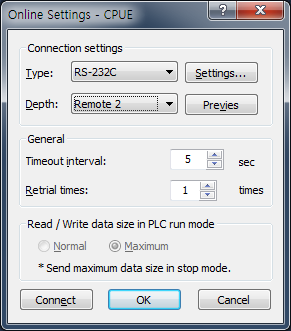 Online Settings - CPUE
?
Connection settings
Type: RS-232C Settings...
Depth: Remote 2 Previes
General
Timeout interval: 5 sec
Retrial times: 1 times
Read / Write data size in PLC run mode
Normal Maximum
* Send maximum data size in stop mode.
Connect OK Cancel